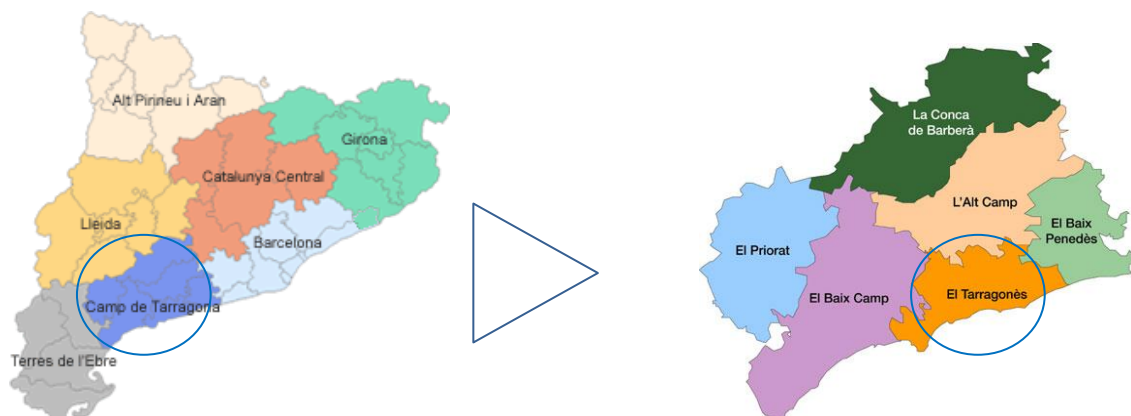 Alt Pirineu i Aran
Girona
Catalunya Central
Lleida
Barcelona
Camp de Tarragona
Terres de l'Ebre
La Conca
de Barberà
L'Alt Camp
El Baix
Penedès
El Priorat
El Baix Camp
El Tarragonès